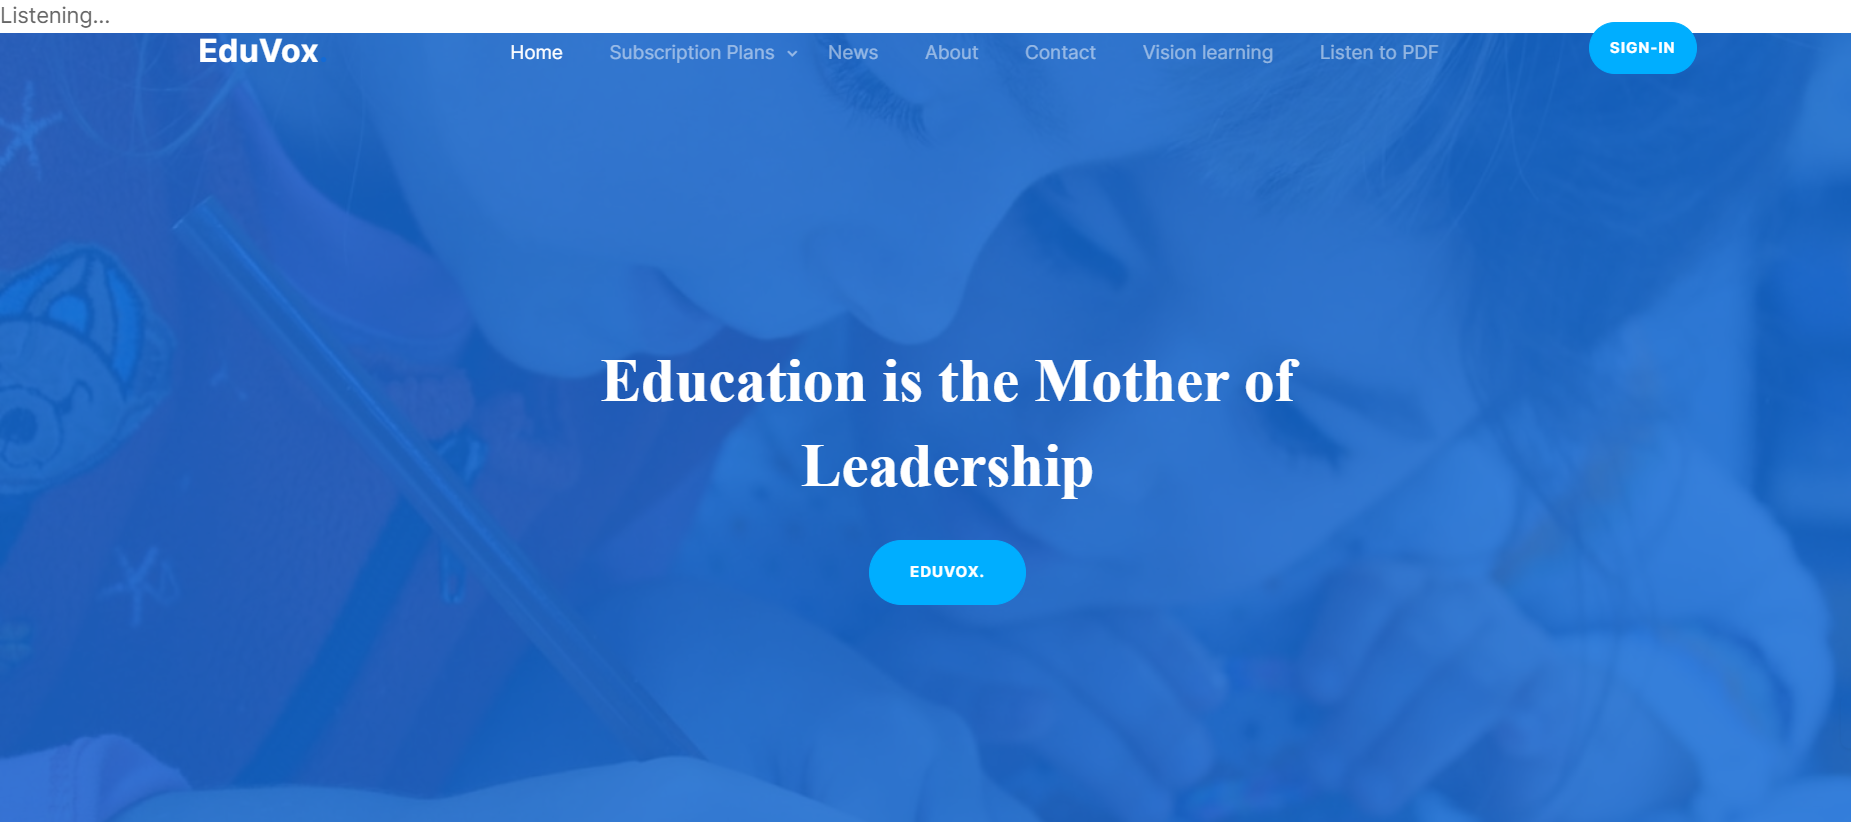 Listening...
EduVox
Home Subscription Plans News About Contact Vision learning Listen to PDF
SIGN-IN
Education is the Mother of
Leadership
EDUVOX.